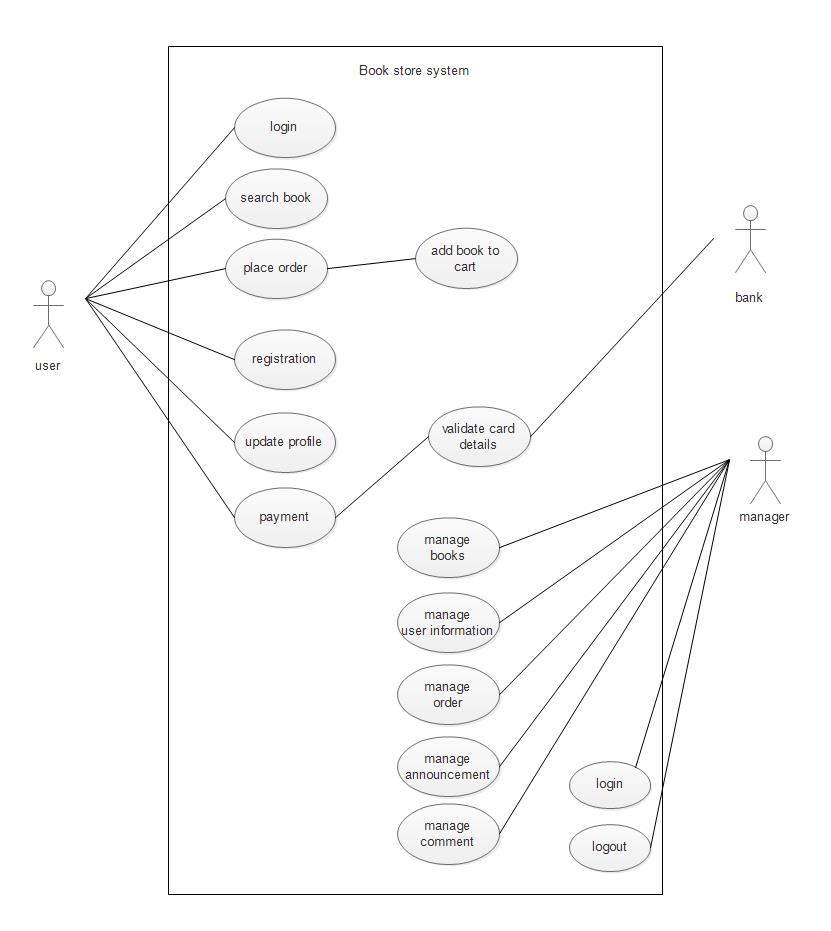 Book store system
login
search book
place order
add book to
cart
bank
user
registration
update profile
validate card
details
payment
manager
manage
books
manage
user information
manage
order
manage
announcement
login
manage
comment
logout